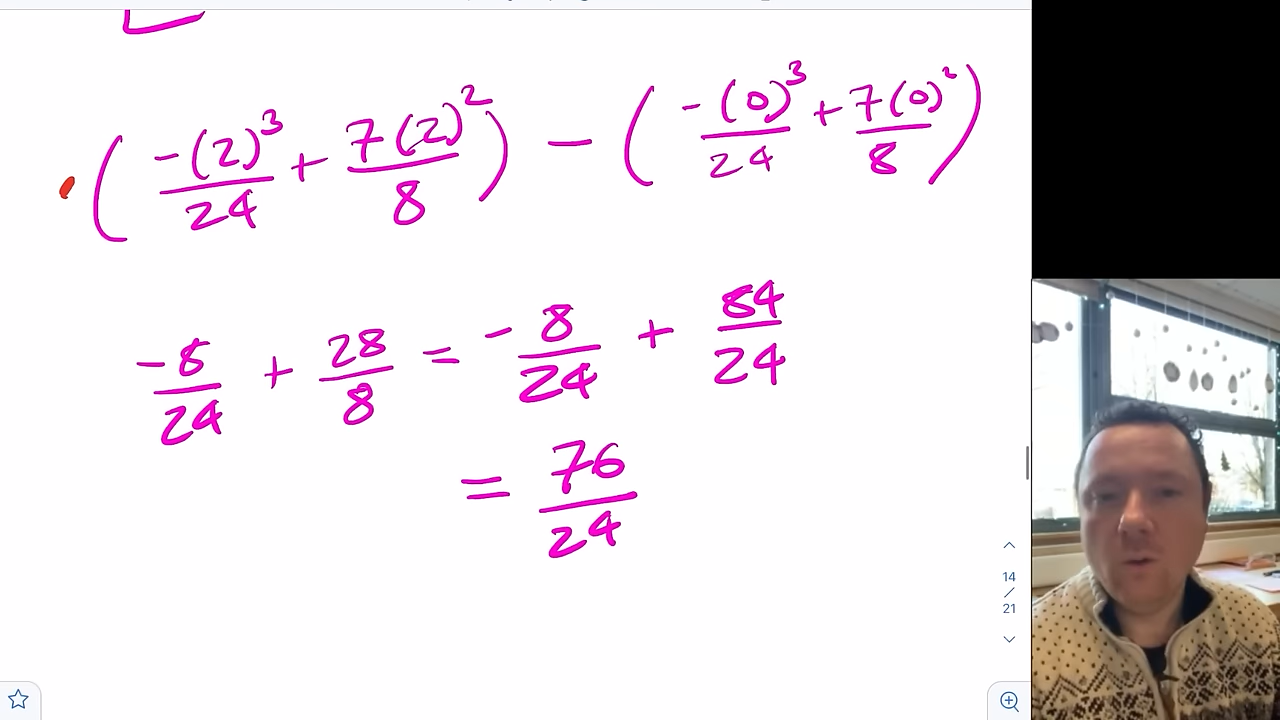 (-(2)³/24 + 7(2)²/8) - (-(0)³/24 + 7(0)²/8)
-8/24 + 28/8 = -8/24 + 84/24
= 76/24
14
/
21